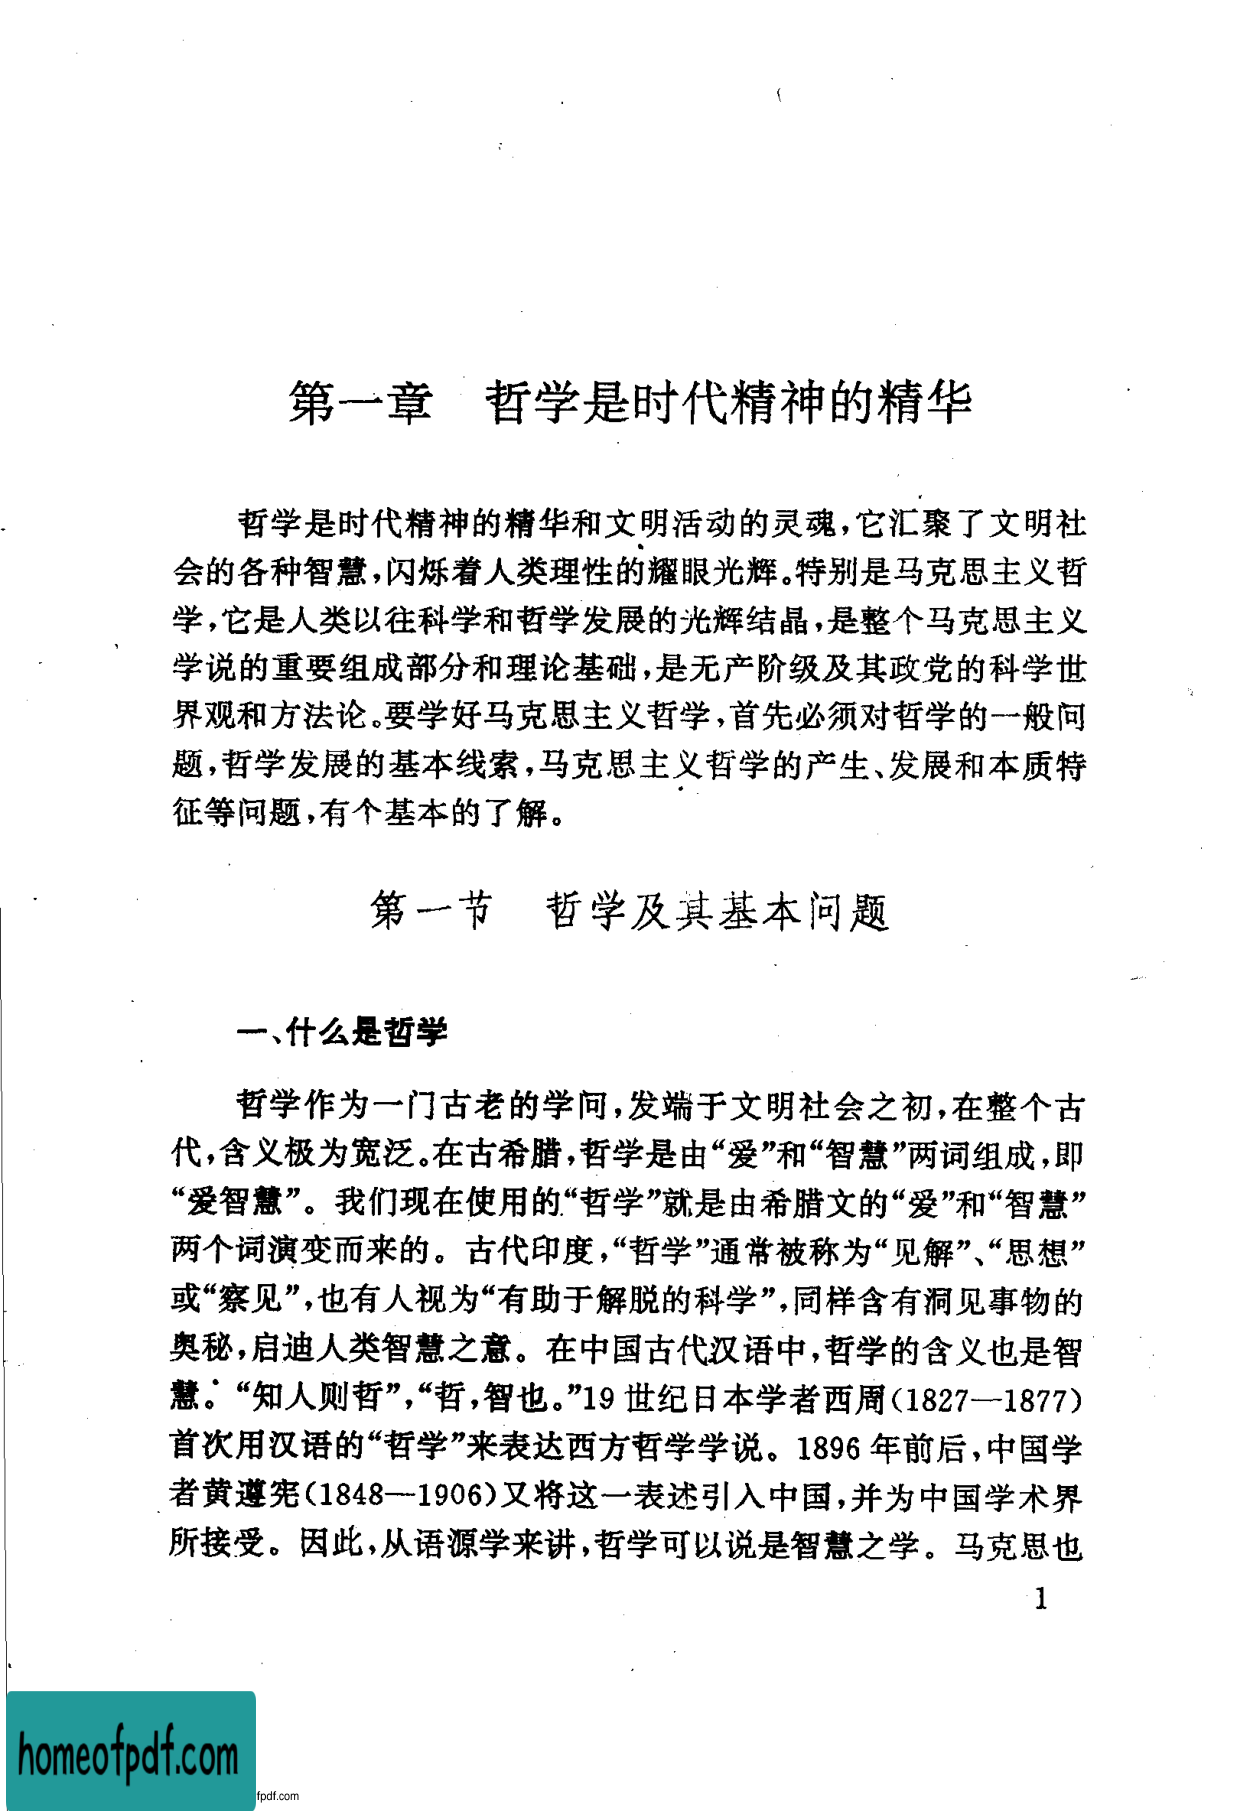 第一章　哲学是时代精神的精华
哲学是时代精神的精华和文明活动的灵魂，它汇聚了文明社
会的各种智慧，闪烁着人类理性的耀眼光辉。特别是马克思主义哲
学，它是人类以往科学和哲学发展的光辉结晶，是整个马克思主义
学说的重要组成部分和理论基础，是无产阶级及其政党的科学世
界观和方法论。要学好马克思主义哲学，首先必须对哲学的一般问
题，哲学发展的基本线索，马克思主义哲学的产生、发展和本质特
征等问题，有个基本的了解。
第一节　哲学及其基本问题
一、什么是哲学
哲学作为一门古老的学问，发端于文明社会之初，在整个古
代，含义极为宽泛。在古希腊，哲学是由“爱”和“智慧”两词组成，即
“爱智慧”。我们现在使用的“哲学”就是由希腊文的“爱”和“智慧”
两个词演变而来的。古代印度，“哲学”通常被称为“见解”、“思想”
或“察见”，也有人视为“有助于解脱的科学”，同样含有洞见事物的
奥秘，启迪人类智慧之意。在中国古代汉语中，哲学的含义也是智
慧。“知人则哲”，“哲，智也。”19世纪日本学者西周（1827—1877）
首次用汉语的“哲学”来表达西方哲学学说。1896年前后，中国学
者黄遵宪（1848—1906）又将这一表述引入中国，并为中国学术界
所接受。因此，从语源学来讲，哲学可以说是智慧之学。马克思也
1
homeofpdf.com
fpdf.com